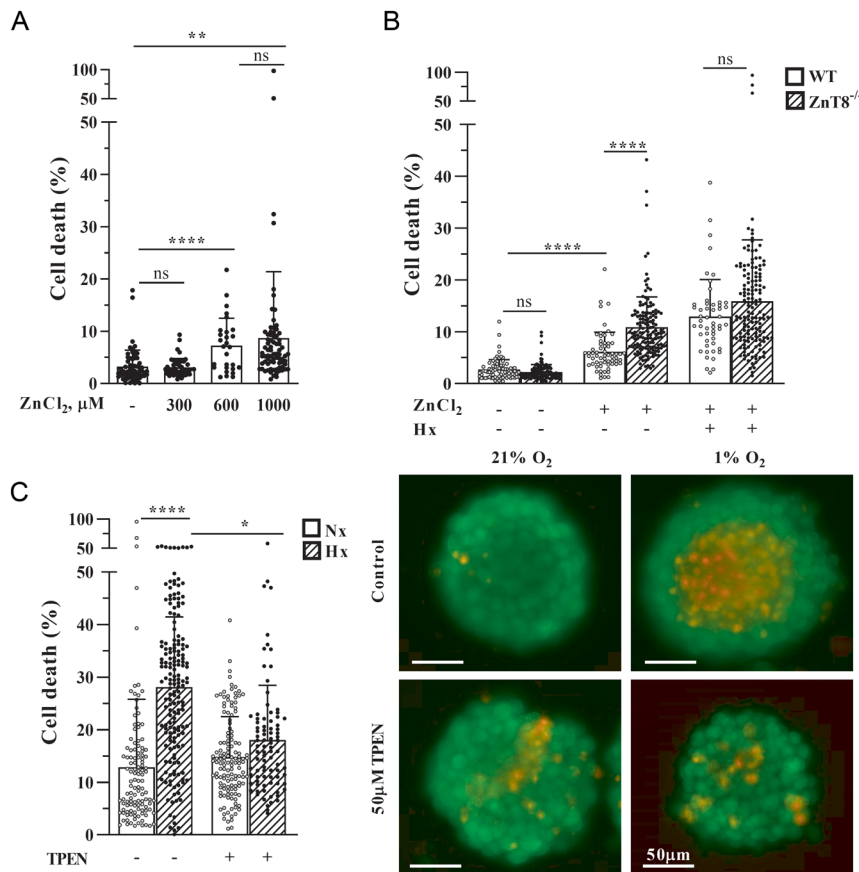 A
**
ns
100
50
50
40
30
20
10
0
Cell death (%)
****
ns
ZnCl2, μM - 300 600 1000
B
ns
WT
ZnT8-/-
100
50
50
40
30
20
10
0
Cell death (%)
****
****
ns
ZnCl2 - - + + + +
Hx - - - - + +
C
****
*
Nx
Hx
100
50
50
40
30
20
10
0
Cell death (%)
TPEN - - + +
21% O2 1% O2
Control
50μM TPEN
50μm